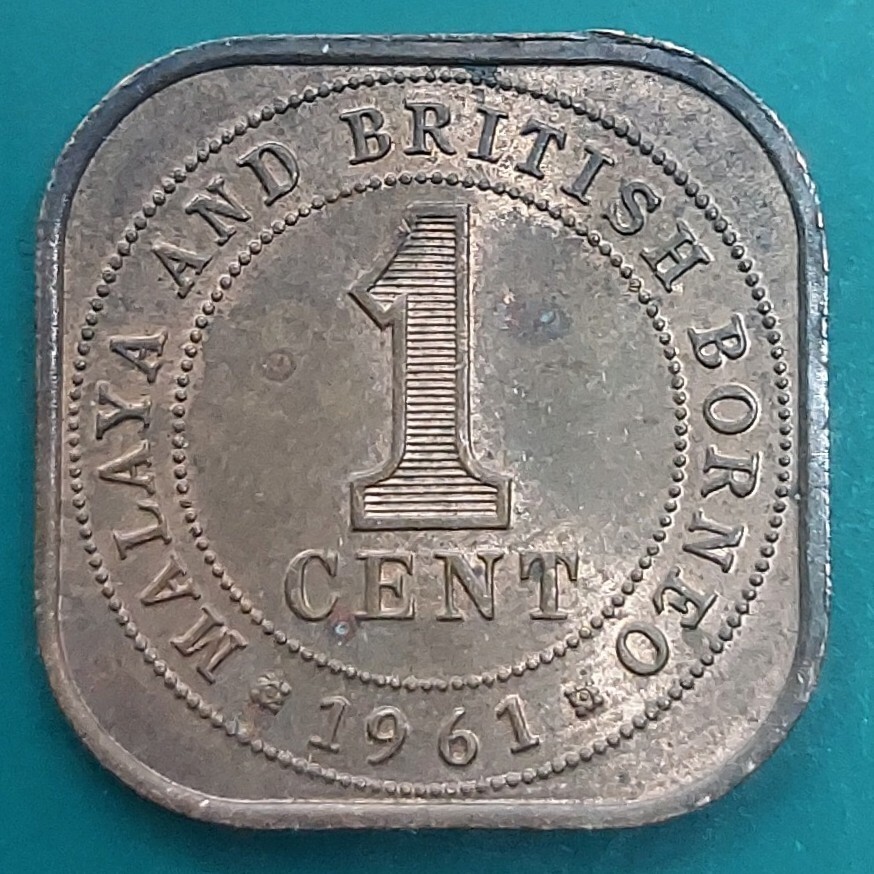 MALAYA AND BRITISH BORNEO
1
CENT
1961